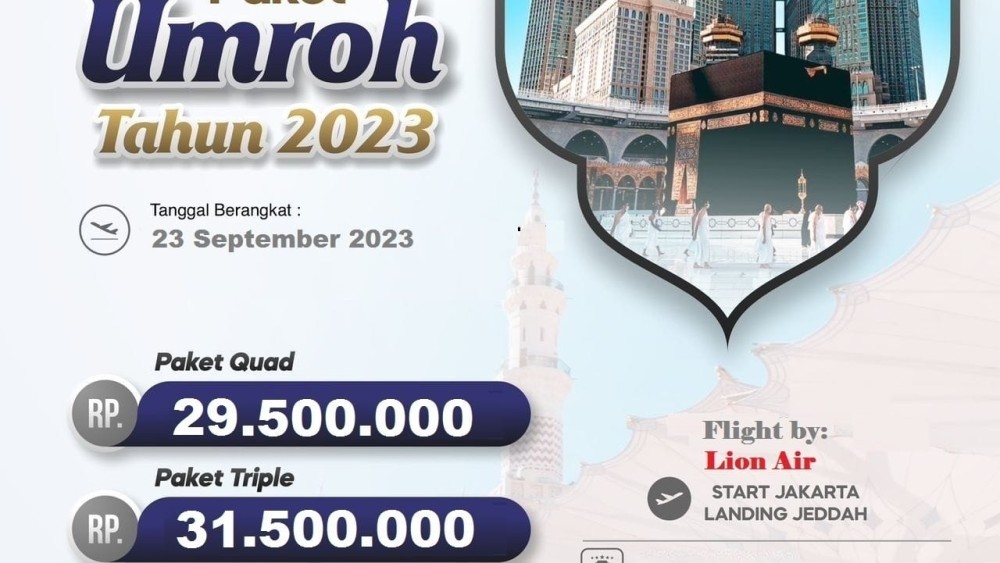 Paket
Umroh
Tahun 2023
Tanggal Berangkat :
23 September 2023
Paket Quad
RP. 29.500.000
Paket Triple
RP. 31.500.000
Flight by:
Lion Air
START JAKARTA
LANDING JEDDAH